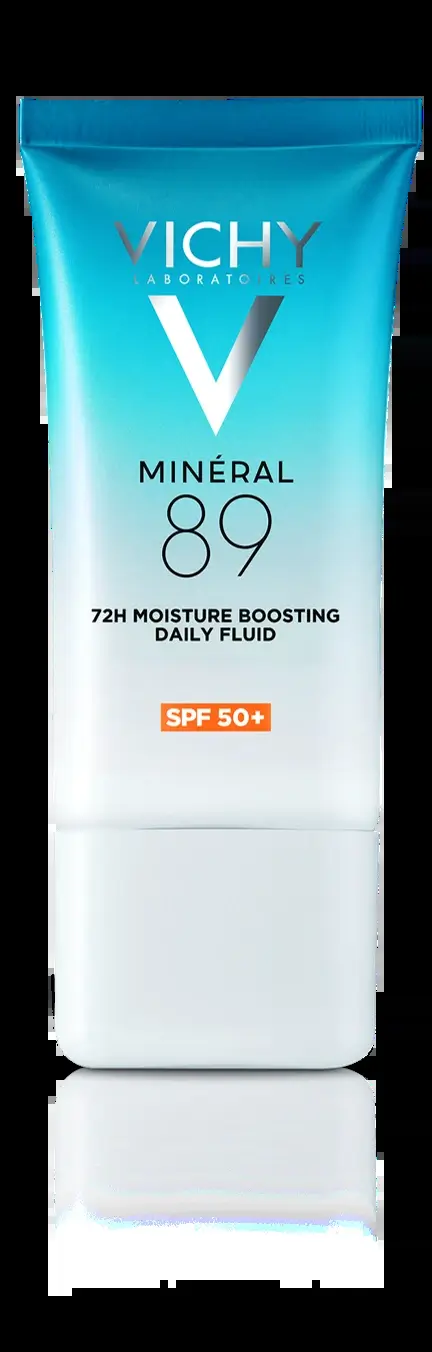 VICHY
LABORATOIRES
MINÉRAL
89
72H MOISTURE BOOSTING
DAILY FLUID
SPF 50+